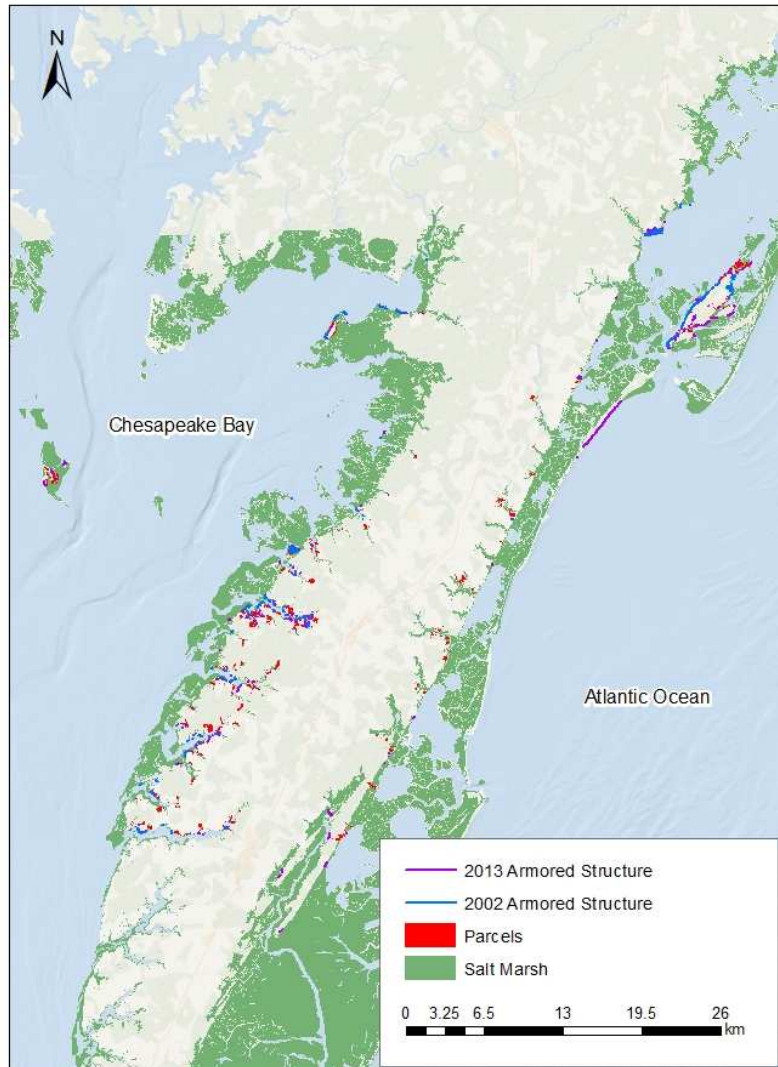 N
Chesapeake Bay
Atlantic Ocean
2013 Armored Structure
2002 Armored Structure
Parcels
Salt Marsh
0 3.25 6.5 13 19.5 26
km